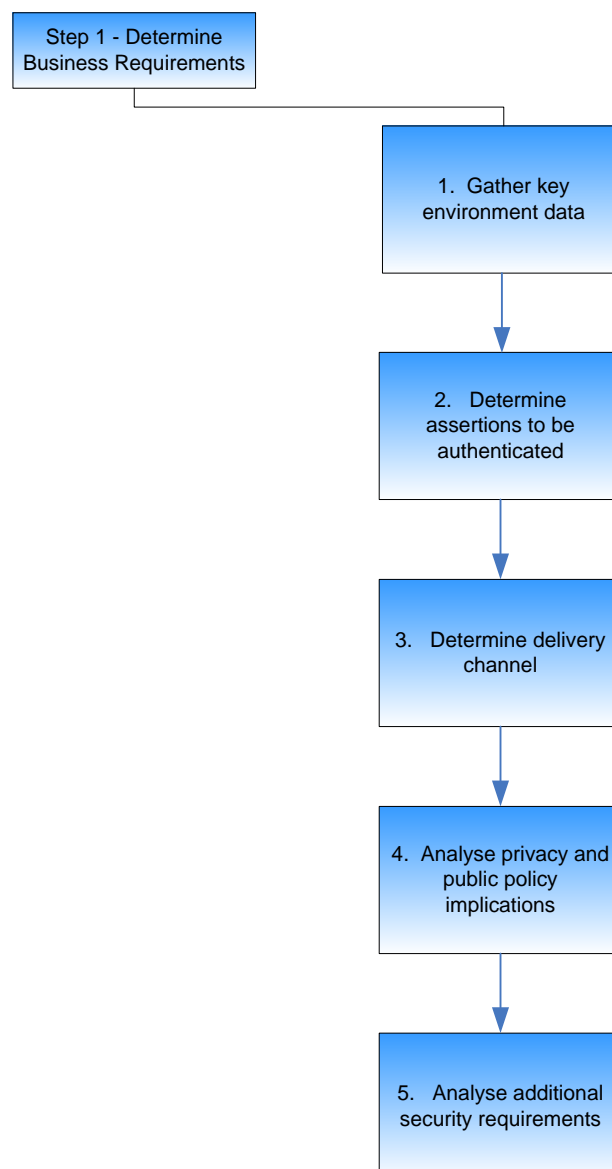 Step 1 - Determine
Business Requirements
1. Gather key
environment data
2. Determine
assertions to be
authenticated
3. Determine delivery
channel
4. Analyse privacy and
public policy
implications
5. Analyse additional
security requirements